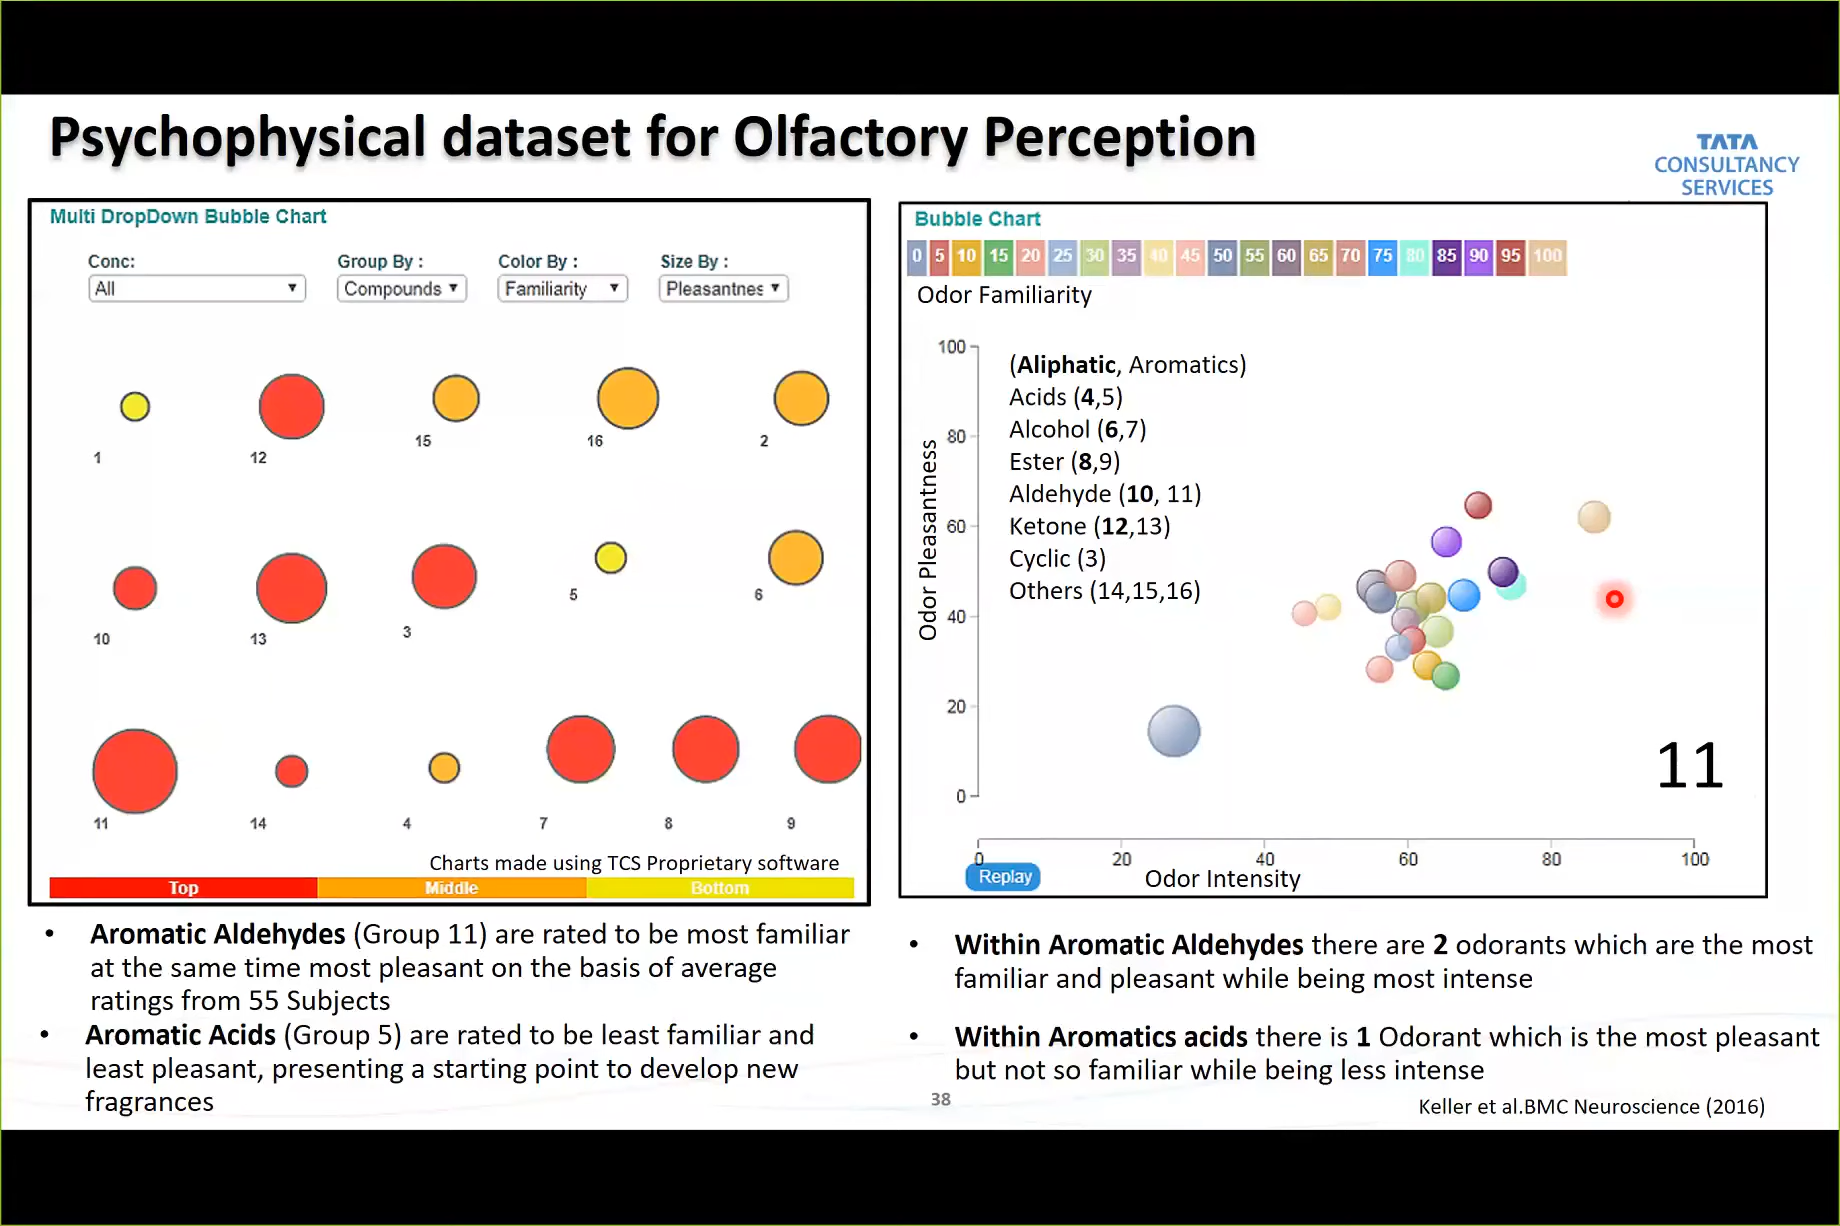 Psychophysical dataset for Olfactory Perception
TATA
CONSULTANCY
SERVICES
Multi DropDown Bubble Chart
Conc:
Group By :
Color By :
Size By :
All
Compounds
Familiarity
Pleasantnes
1
12
15
16
2
10
13
3
5
6
11
14
4
7
8
9
Charts made using TCS Proprietary software
Top
Middle
Bottom
Bubble Chart
0 5 10 15 20 25 30 35 40 45 50 55 60 65 70 75 80 85 90 95 100
Odor Familiarity
Odor Pleasantness
100
80
60
40
20
0
(Aliphatic, Aromatics)
Acids (4,5)
Alcohol (6,7)
Ester (8,9)
Aldehyde (10, 11)
Ketone (12,13)
Cyclic (3)
Others (14,15,16)
11
0 20 40 60 80 100
Replay
Odor Intensity
• Aromatic Aldehydes (Group 11) are rated to be most familiar
at the same time most pleasant on the basis of average
ratings from 55 Subjects
• Aromatic Acids (Group 5) are rated to be least familiar and
least pleasant, presenting a starting point to develop new
fragrances
• Within Aromatic Aldehydes there are 2 odorants which are the most
familiar and pleasant while being most intense
• Within Aromatics acids there is 1 Odorant which is the most pleasant
but not so familiar while being less intense
38
Keller et al.BMC Neuroscience (2016)